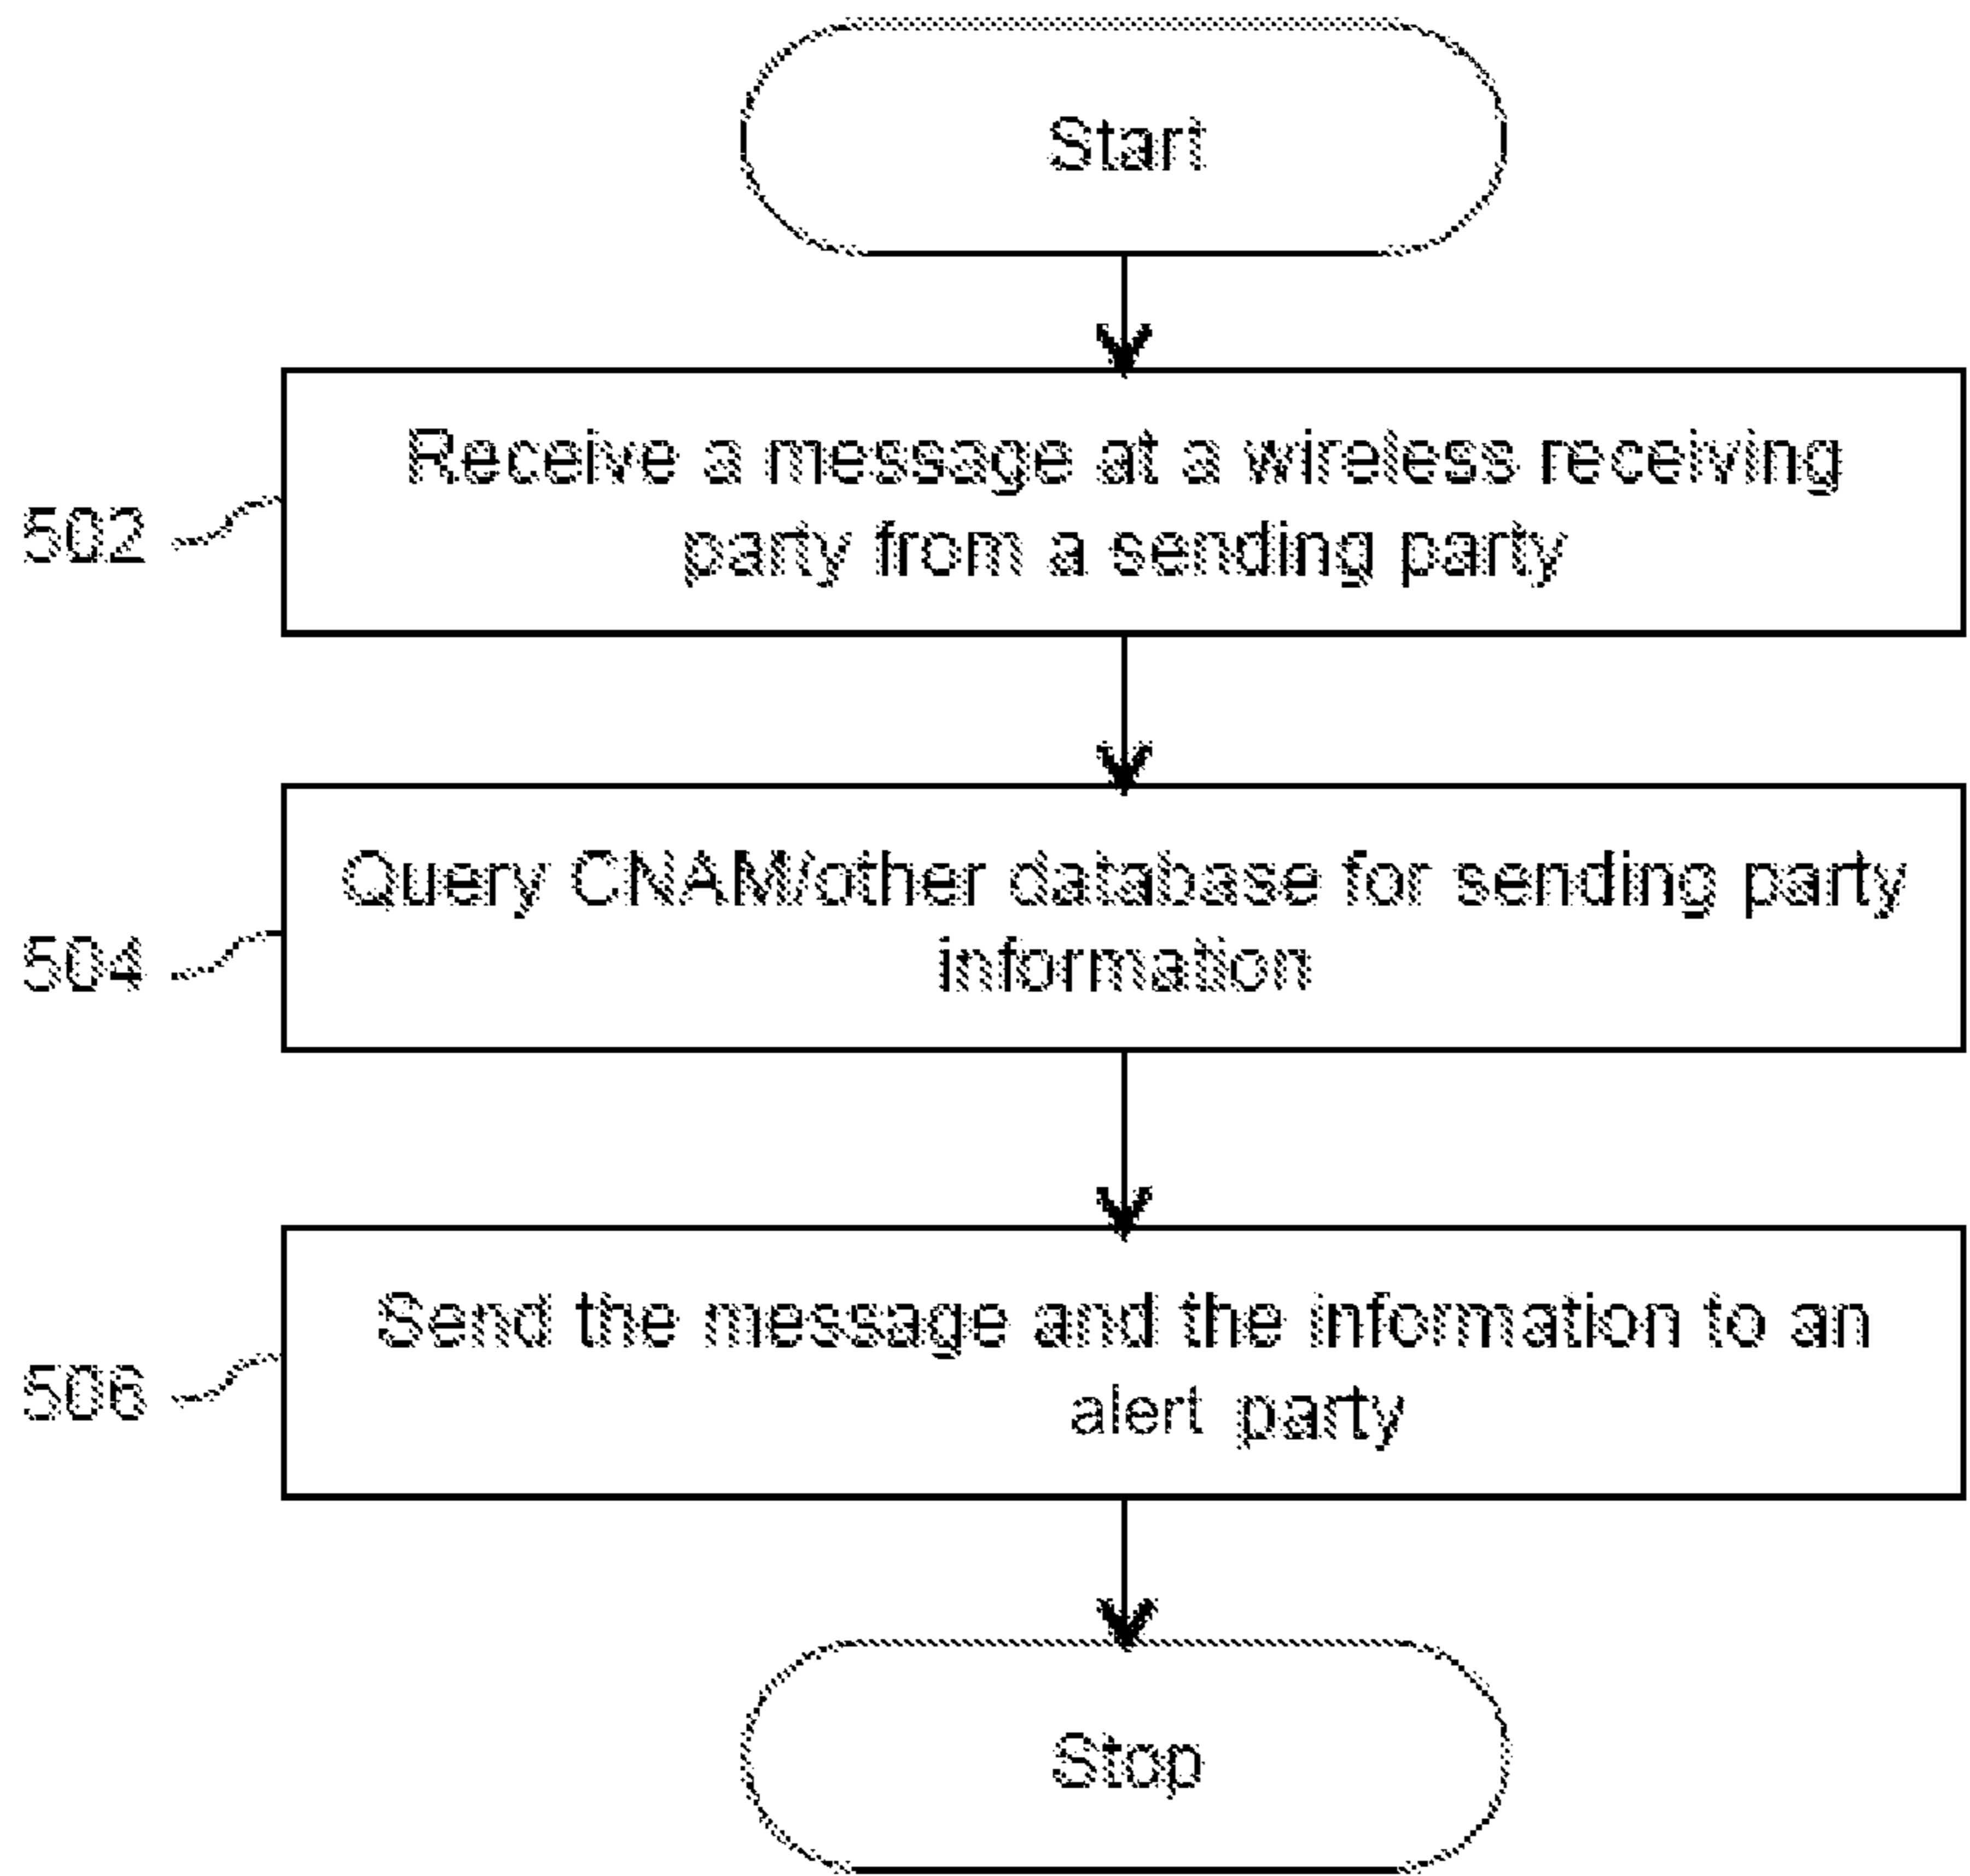 Start
Receive a message at a wireless receiving
party from a sending party
502
Query CNAM/other database for sending party
information
504
Send the message and the information to an
alert party
506
Stop